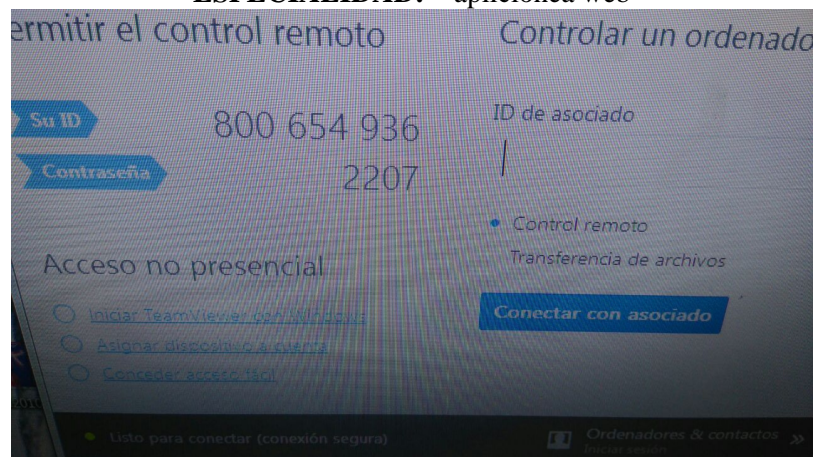 ESPECIALIDAD: aplicionea web
ermitir el control remoto
Su ID 800 654 936
Contraseña 2207
Acceso no presencial
Iniciar TeamViewer con Windows
Asignar dispositivo a cuenta
Conceder acceso fácil
Listo para conectar (conexión segura)
Controlar un ordenado
ID de asociado
Control remoto
Transferencia de archivos
Conectar con asociado
Ordenadores & contactos
Iniciar sesión